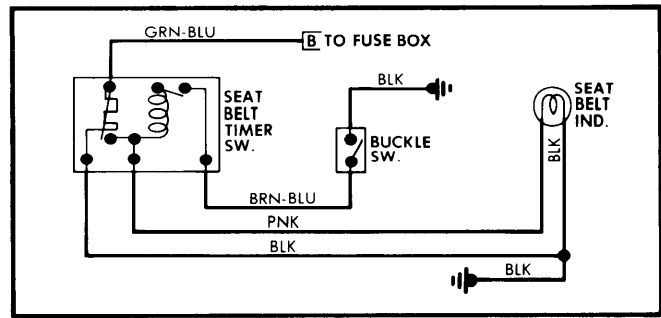 GRN-BLU
B TO FUSE BOX
BLK
SEAT
BELT
TIMER
SW.
BUCKLE
SW.
SEAT
BELT
IND.
BLK
BRN-BLU
PNK
BLK
BLK